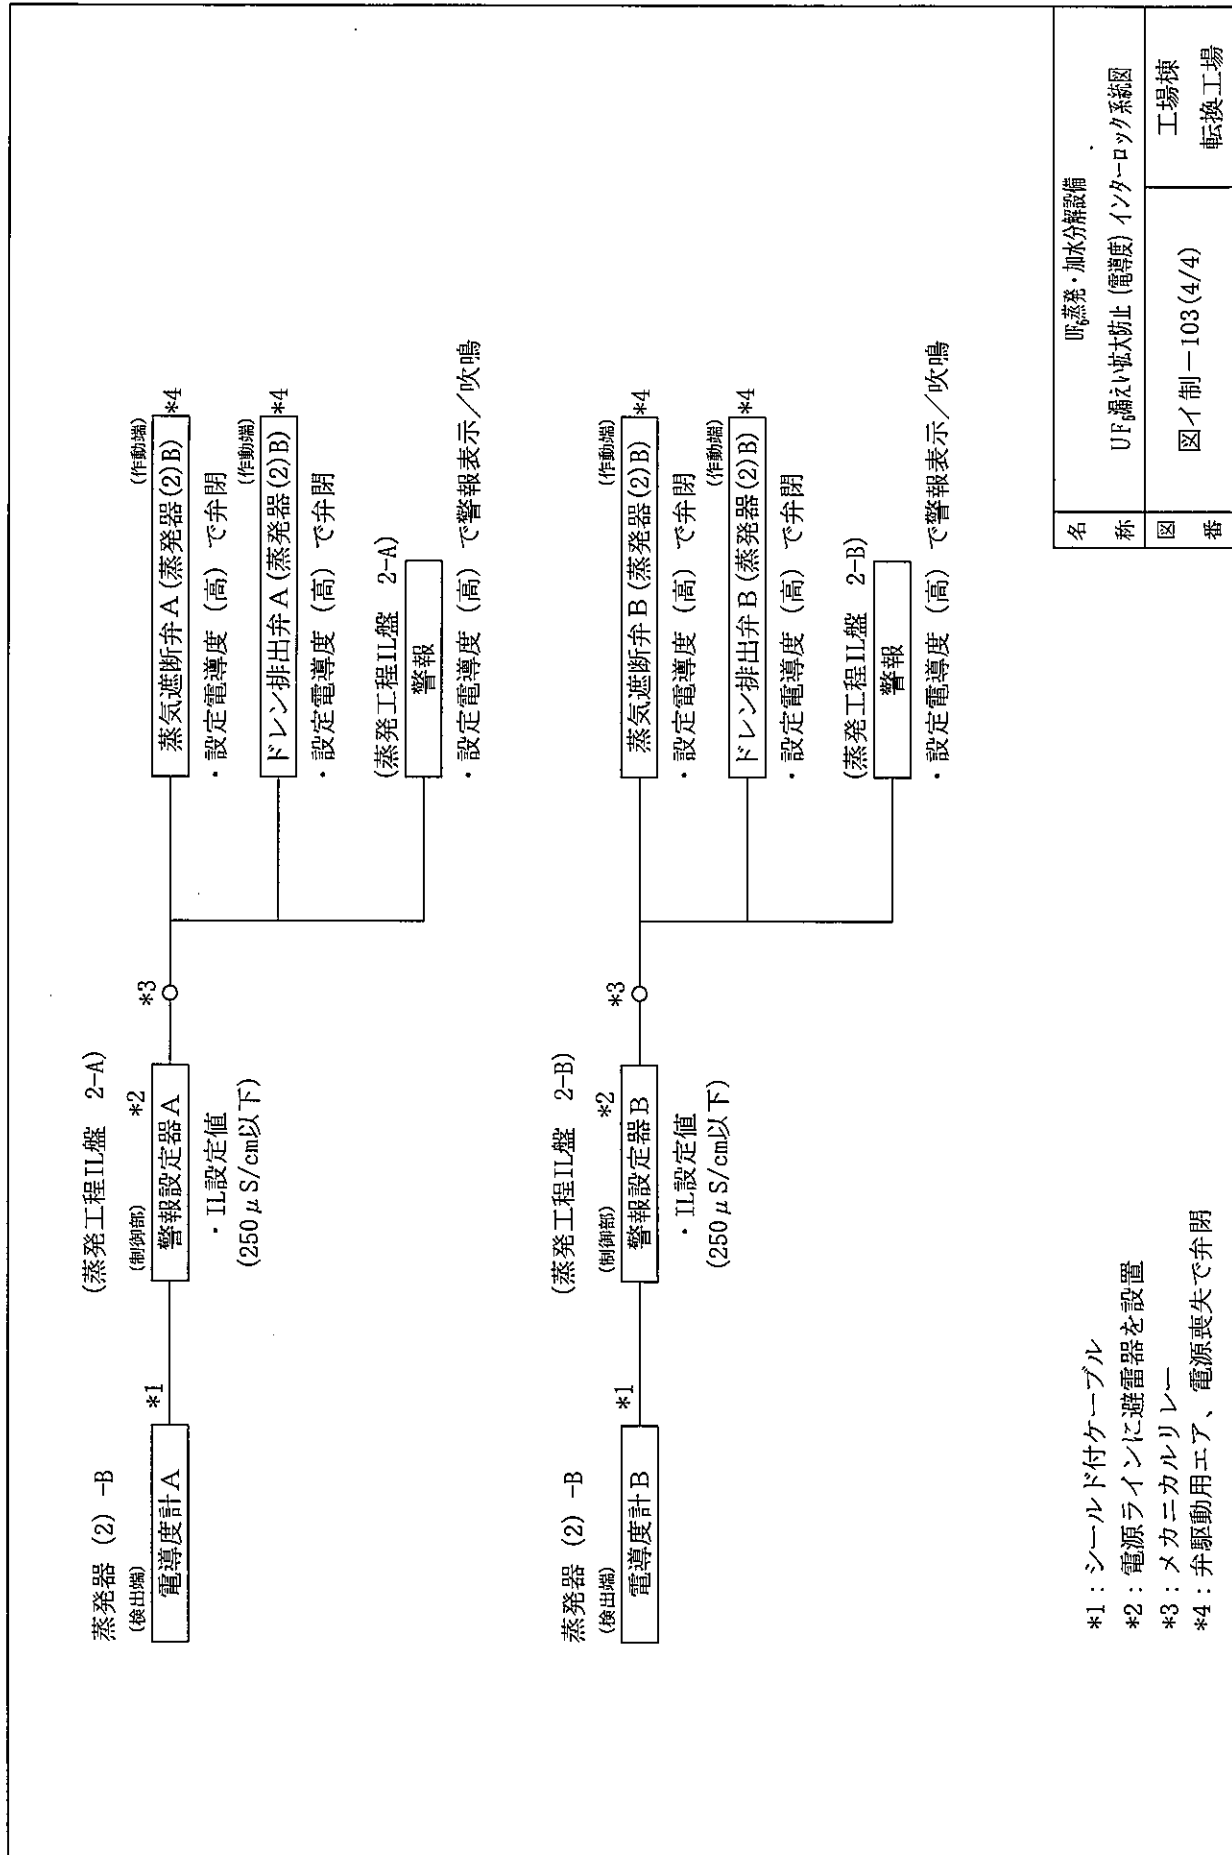 蒸発器 (2) -B
(検出端)
電導度計A
*1
(蒸発工程IL盤 2-A)
(制御部) *2
警報設定器A
・IL設定値
(250μS/cm以下)
*3
(作動端)
蒸気遮断弁A(蒸発器(2)B) *4
・設定電導度 (高) で弁閉
(作動端)
ドレン排出弁A(蒸発器(2)B) *4
・設定電導度 (高) で弁閉
(蒸発工程IL盤 2-A)
警報
・設定電導度 (高) で警報表示/吹鳴
蒸発器 (2) -B
(検出端)
電導度計B
*1
(蒸発工程IL盤 2-B)
(制御部) *2
警報設定器B
・IL設定値
(250μS/cm以下)
*3
(作動端)
蒸気遮断弁B(蒸発器(2)B) *4
・設定電導度 (高) で弁閉
(作動端)
ドレン排出弁B(蒸発器(2)B) *4
・設定電導度 (高) で弁閉
(蒸発工程IL盤 2-B)
警報
・設定電導度 (高) で警報表示/吹鳴
*1:シールド付ケーブル
*2:電源ラインに避雷器を設置
*3:メカニカルリレー
*4:弁駆動用エア、電源喪失で弁閉
名称
UF₆蒸発・加水分解設備
UF₆漏えい拡大防止 (電導度) インターロック系統図
図番
図イ制-103(4/4)
工場棟
転換工場